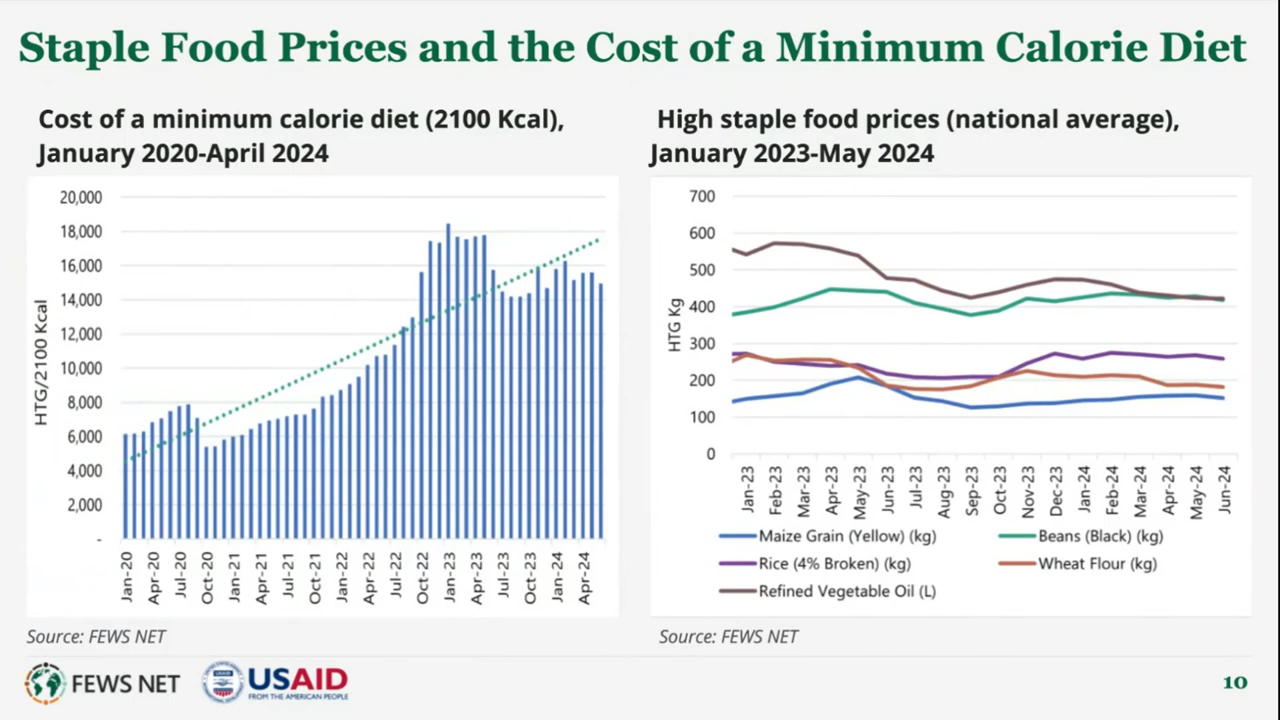 Staple Food Prices and the Cost of a Minimum Calorie Diet
Cost of a minimum calorie diet (2100 Kcal),
January 2020-April 2024
HTG/2100 Kcal
20,000
18,000
16,000
14,000
12,000
10,000
8,000
6,000
4,000
2,000
-
Jan-20
Apr-20
Jul-20
Oct-20
Jan-21
Apr-21
Jul-21
Oct-21
Jan-22
Apr-22
Jul-22
Oct-22
Jan-23
Apr-23
Jul-23
Oct-23
Jan-24
Apr-24
Source: FEWS NET
High staple food prices (national average),
January 2023-May 2024
HTG Kg
700
600
500
400
300
200
100
0
Jan-23
Feb-23
Mar-23
Apr-23
May-23
Jun-23
Jul-23
Aug-23
Sep-23
Oct-23
Nov-23
Dec-23
Jan-24
Feb-24
Mar-24
Apr-24
May-24
Jun-24
Maize Grain (Yellow) (kg)
Beans (Black) (kg)
Rice (4% Broken) (kg)
Wheat Flour (kg)
Refined Vegetable Oil (L)
Source: FEWS NET
FEWS NET
USAID
USAID
FROM THE AMERICAN PEOPLE
10